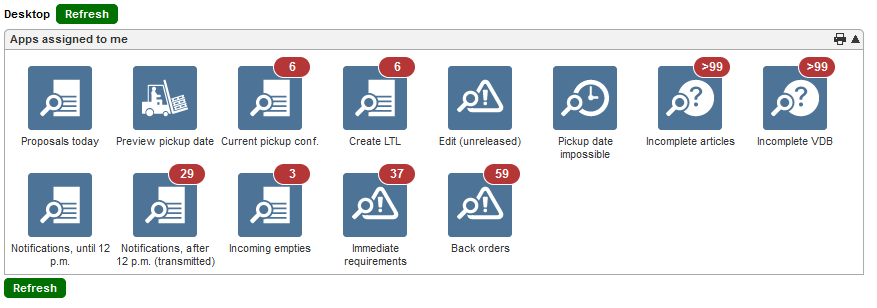 Desktop Refresh
Apps assigned to me
6 6 >99 >99
Proposals today Preview pickup date Current pickup conf. Create LTL Edit (unreleased) Pickup date Incomplete articles Incomplete VDB
impossible
29 3 37 59
Notifications, until 12 Notifications, after Incoming empties Immediate Back orders
p.m. 12 p.m. (transmitted) requirements
Refresh